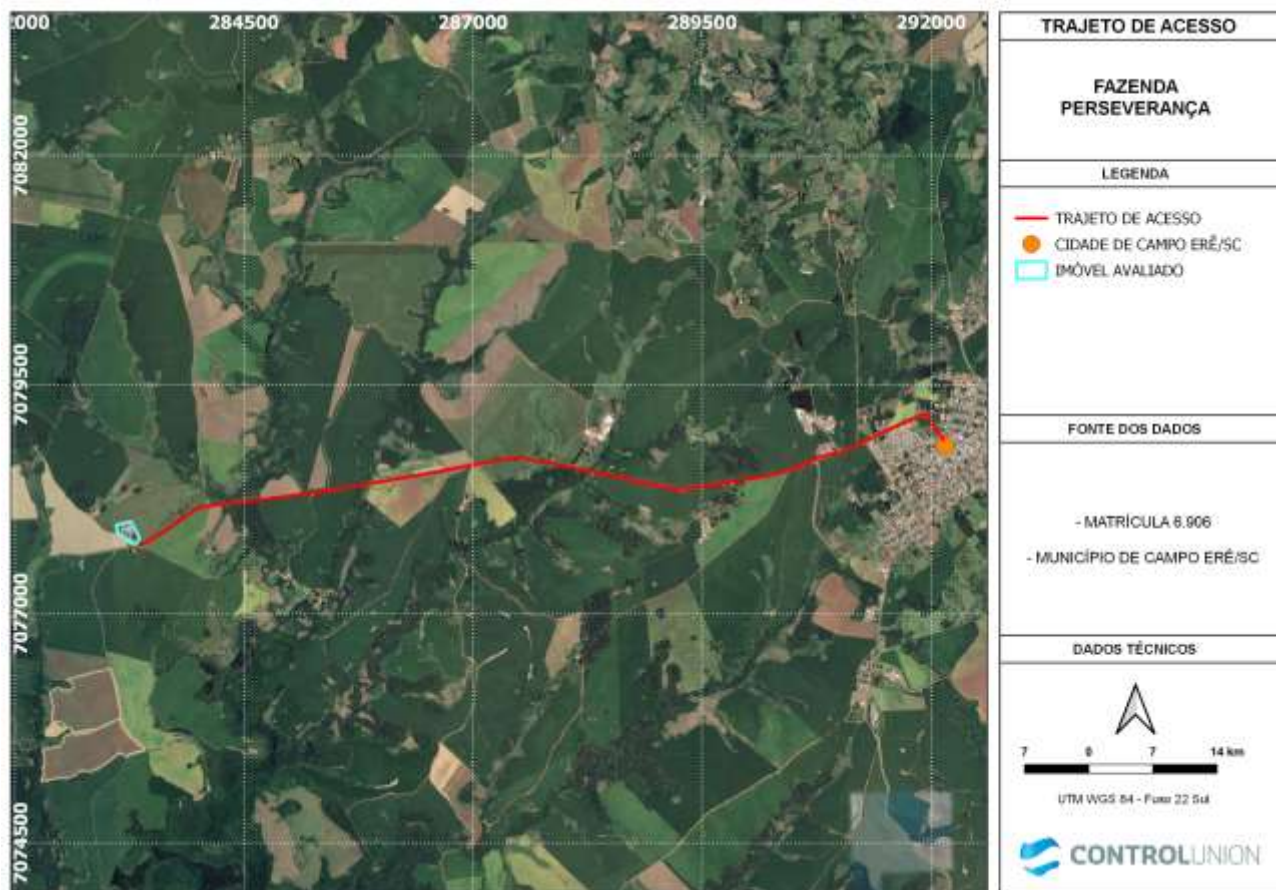 000
284500
287000
289500
292000
7082000
7079500
7077000
7074500
TRAJETO DE ACESSO
FAZENDA
PERSEVERANÇA
LEGENDA
TRAJETO DE ACESSO
CIDADE DE CAMPO ERÊ/SC
IMÓVEL AVALIADO
FONTE DOS DADOS
- MATRÍCULA 6.906
- MUNICÍPIO DE CAMPO ERÊ/SC
DADOS TÉCNICOS
7 0 7 14 km
UTM WGS 84 - Fuso 22 Sul
CONTROLUNION